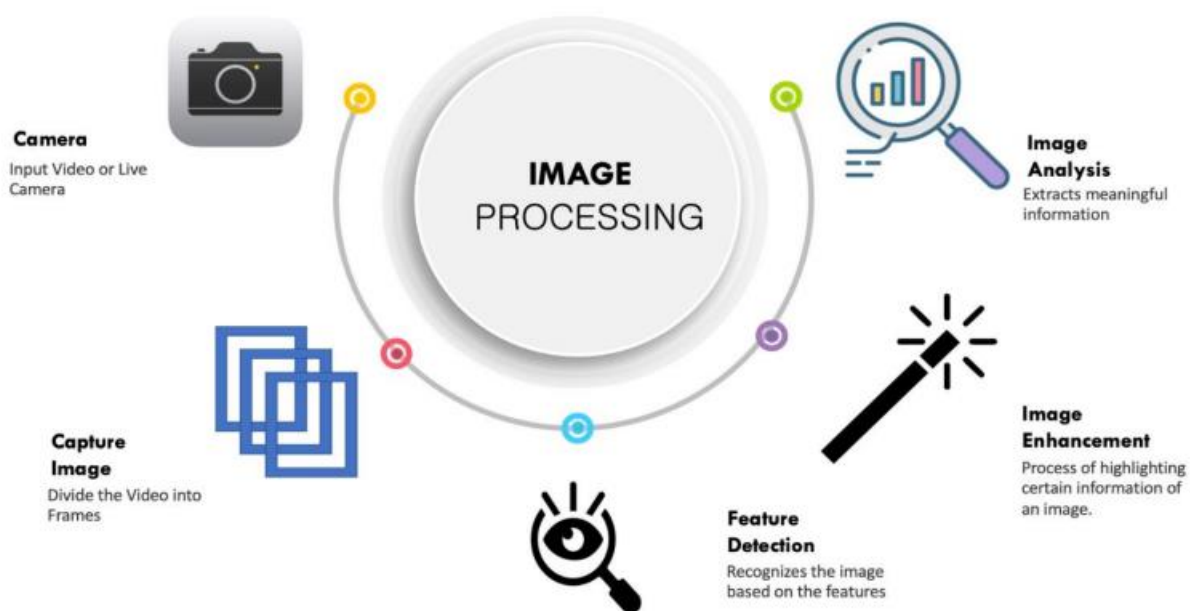 Camera
Input Video or Live
Camera
Capture
Image
Divide the Video into
Frames
IMAGE
PROCESSING
Feature
Detection
Recognizes the image
based on the features
Image
Enhancement
Process of highlighting
certain information of
an image.
Image
Analysis
Extracts meaningful
information